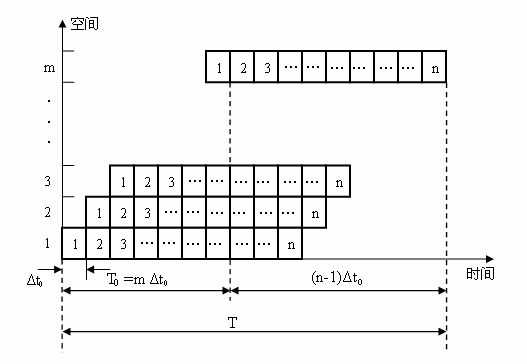 空间
m 1 2 3 … … … … … … n
·
·
·
3 1 2 3 … … … … … … n
2 1 2 3 … … … … … … n
1 1 2 3 … … … … … … n
时间
Δt₀ T₀=m Δt₀ (n-1)Δt₀
T